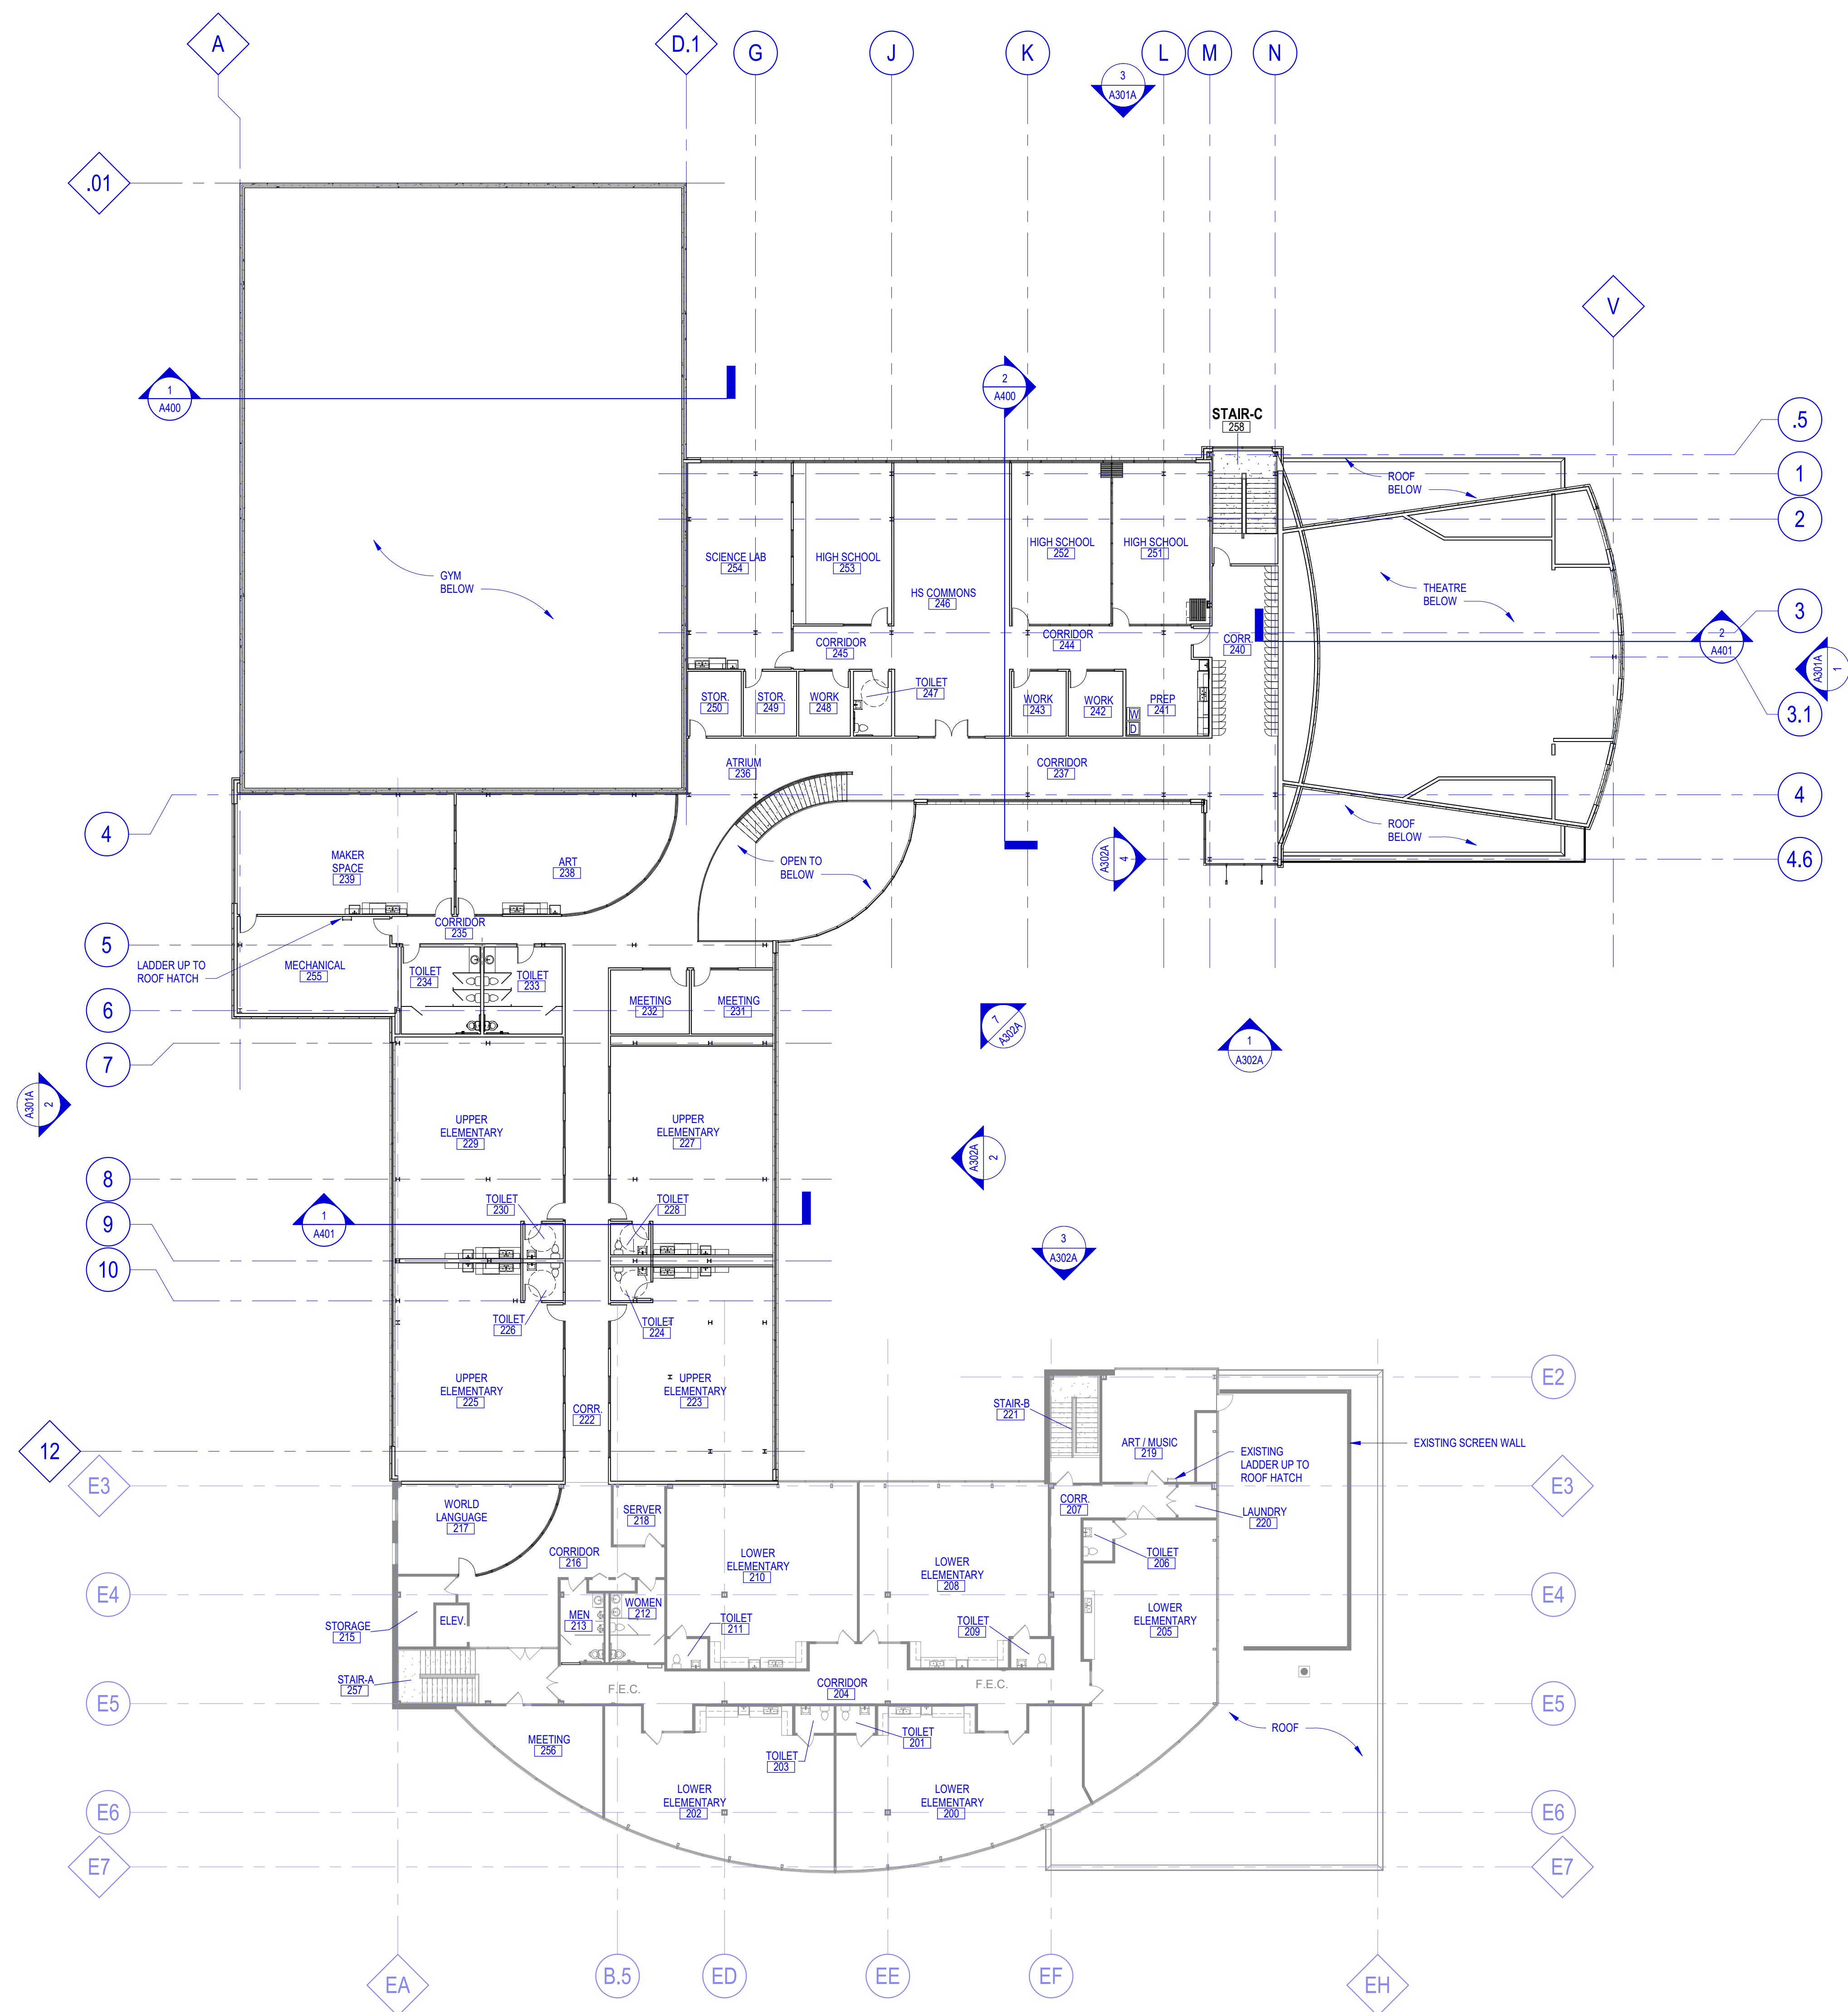 A
D.1
G
J
K
L
M
N
3
A301A
.01
V
1
A400
2
A400
STAIR-C
258
.5
1
2
3
3.1
4
4.6
ROOF
BELOW
GYM
BELOW
SCIENCE LAB
254
HIGH SCHOOL
253
HS COMMONS
246
HIGH SCHOOL
252
HIGH SCHOOL
251
THEATRE
BELOW
CORRIDOR
245
CORRIDOR
244
CORR.
240
2
A401
1
A301A
STOR.
250
STOR.
249
WORK
248
TOILET
247
WORK
243
WORK
242
PREP
241
W
D
ATRIUM
236
CORRIDOR
237
4
MAKER
SPACE
239
ART
238
OPEN TO
BELOW
4
A302A
ROOF
BELOW
5
CORRIDOR
235
LADDER UP TO
ROOF HATCH
MECHANICAL
255
TOILET
234
TOILET
233
MEETING
232
MEETING
231
6
7
7
A302A
1
A302A
2
A301A
UPPER
ELEMENTARY
229
UPPER
ELEMENTARY
227
2
A302A
8
9
10
TOILET
230
TOILET
228
1
A401
3
A302A
TOILET
226
TOILET
224
UPPER
ELEMENTARY
225
UPPER
ELEMENTARY
223
CORR.
222
12
E2
STAIR-B
221
ART / MUSIC
219
EXISTING
LADDER UP TO
ROOF HATCH
EXISTING SCREEN WALL
E3
E3
WORLD
LANGUAGE
217
SERVER
218
CORR.
207
LAUNDRY
220
CORRIDOR
216
LOWER
ELEMENTARY
210
LOWER
ELEMENTARY
208
TOILET
206
E4
E4
STORAGE
215
ELEV.
MEN
213
WOMEN
212
TOILET
211
TOILET
209
LOWER
ELEMENTARY
205
STAIR-A
257
F.E.C.
CORRIDOR
204
F.E.C.
E5
E5
MEETING
256
TOILET
203
TOILET
201
ROOF
LOWER
ELEMENTARY
202
LOWER
ELEMENTARY
200
E6
E6
E7
E7
EA
B.5
ED
EE
EF
EH